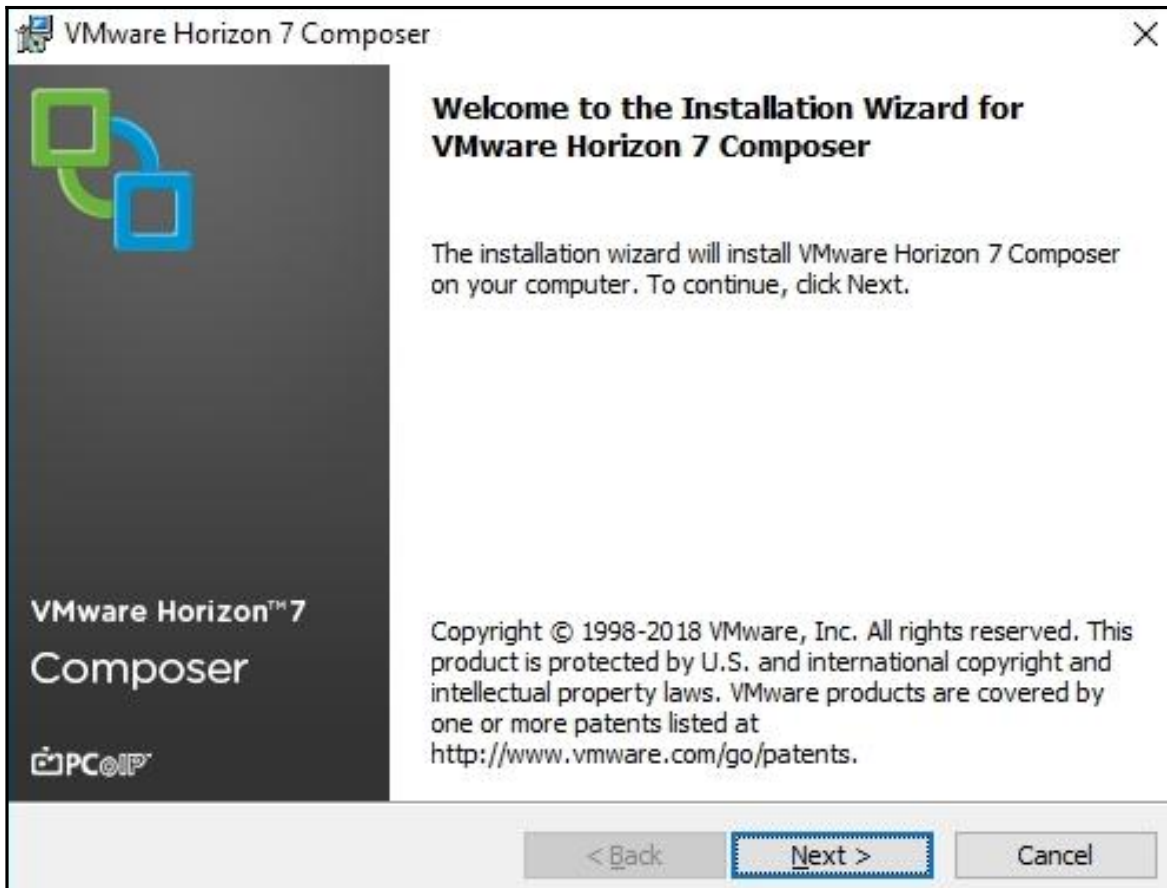 VMware Horizon 7 Composer
Welcome to the Installation Wizard for
VMware Horizon 7 Composer
The installation wizard will install VMware Horizon 7 Composer
on your computer. To continue, click Next.
VMware Horizon™7
Composer
PCoIP
Copyright © 1998-2018 VMware, Inc. All rights reserved. This
product is protected by U.S. and international copyright and
intellectual property laws. VMware products are covered by
one or more patents listed at
http://www.vmware.com/go/patents.
< Back
Next >
Cancel